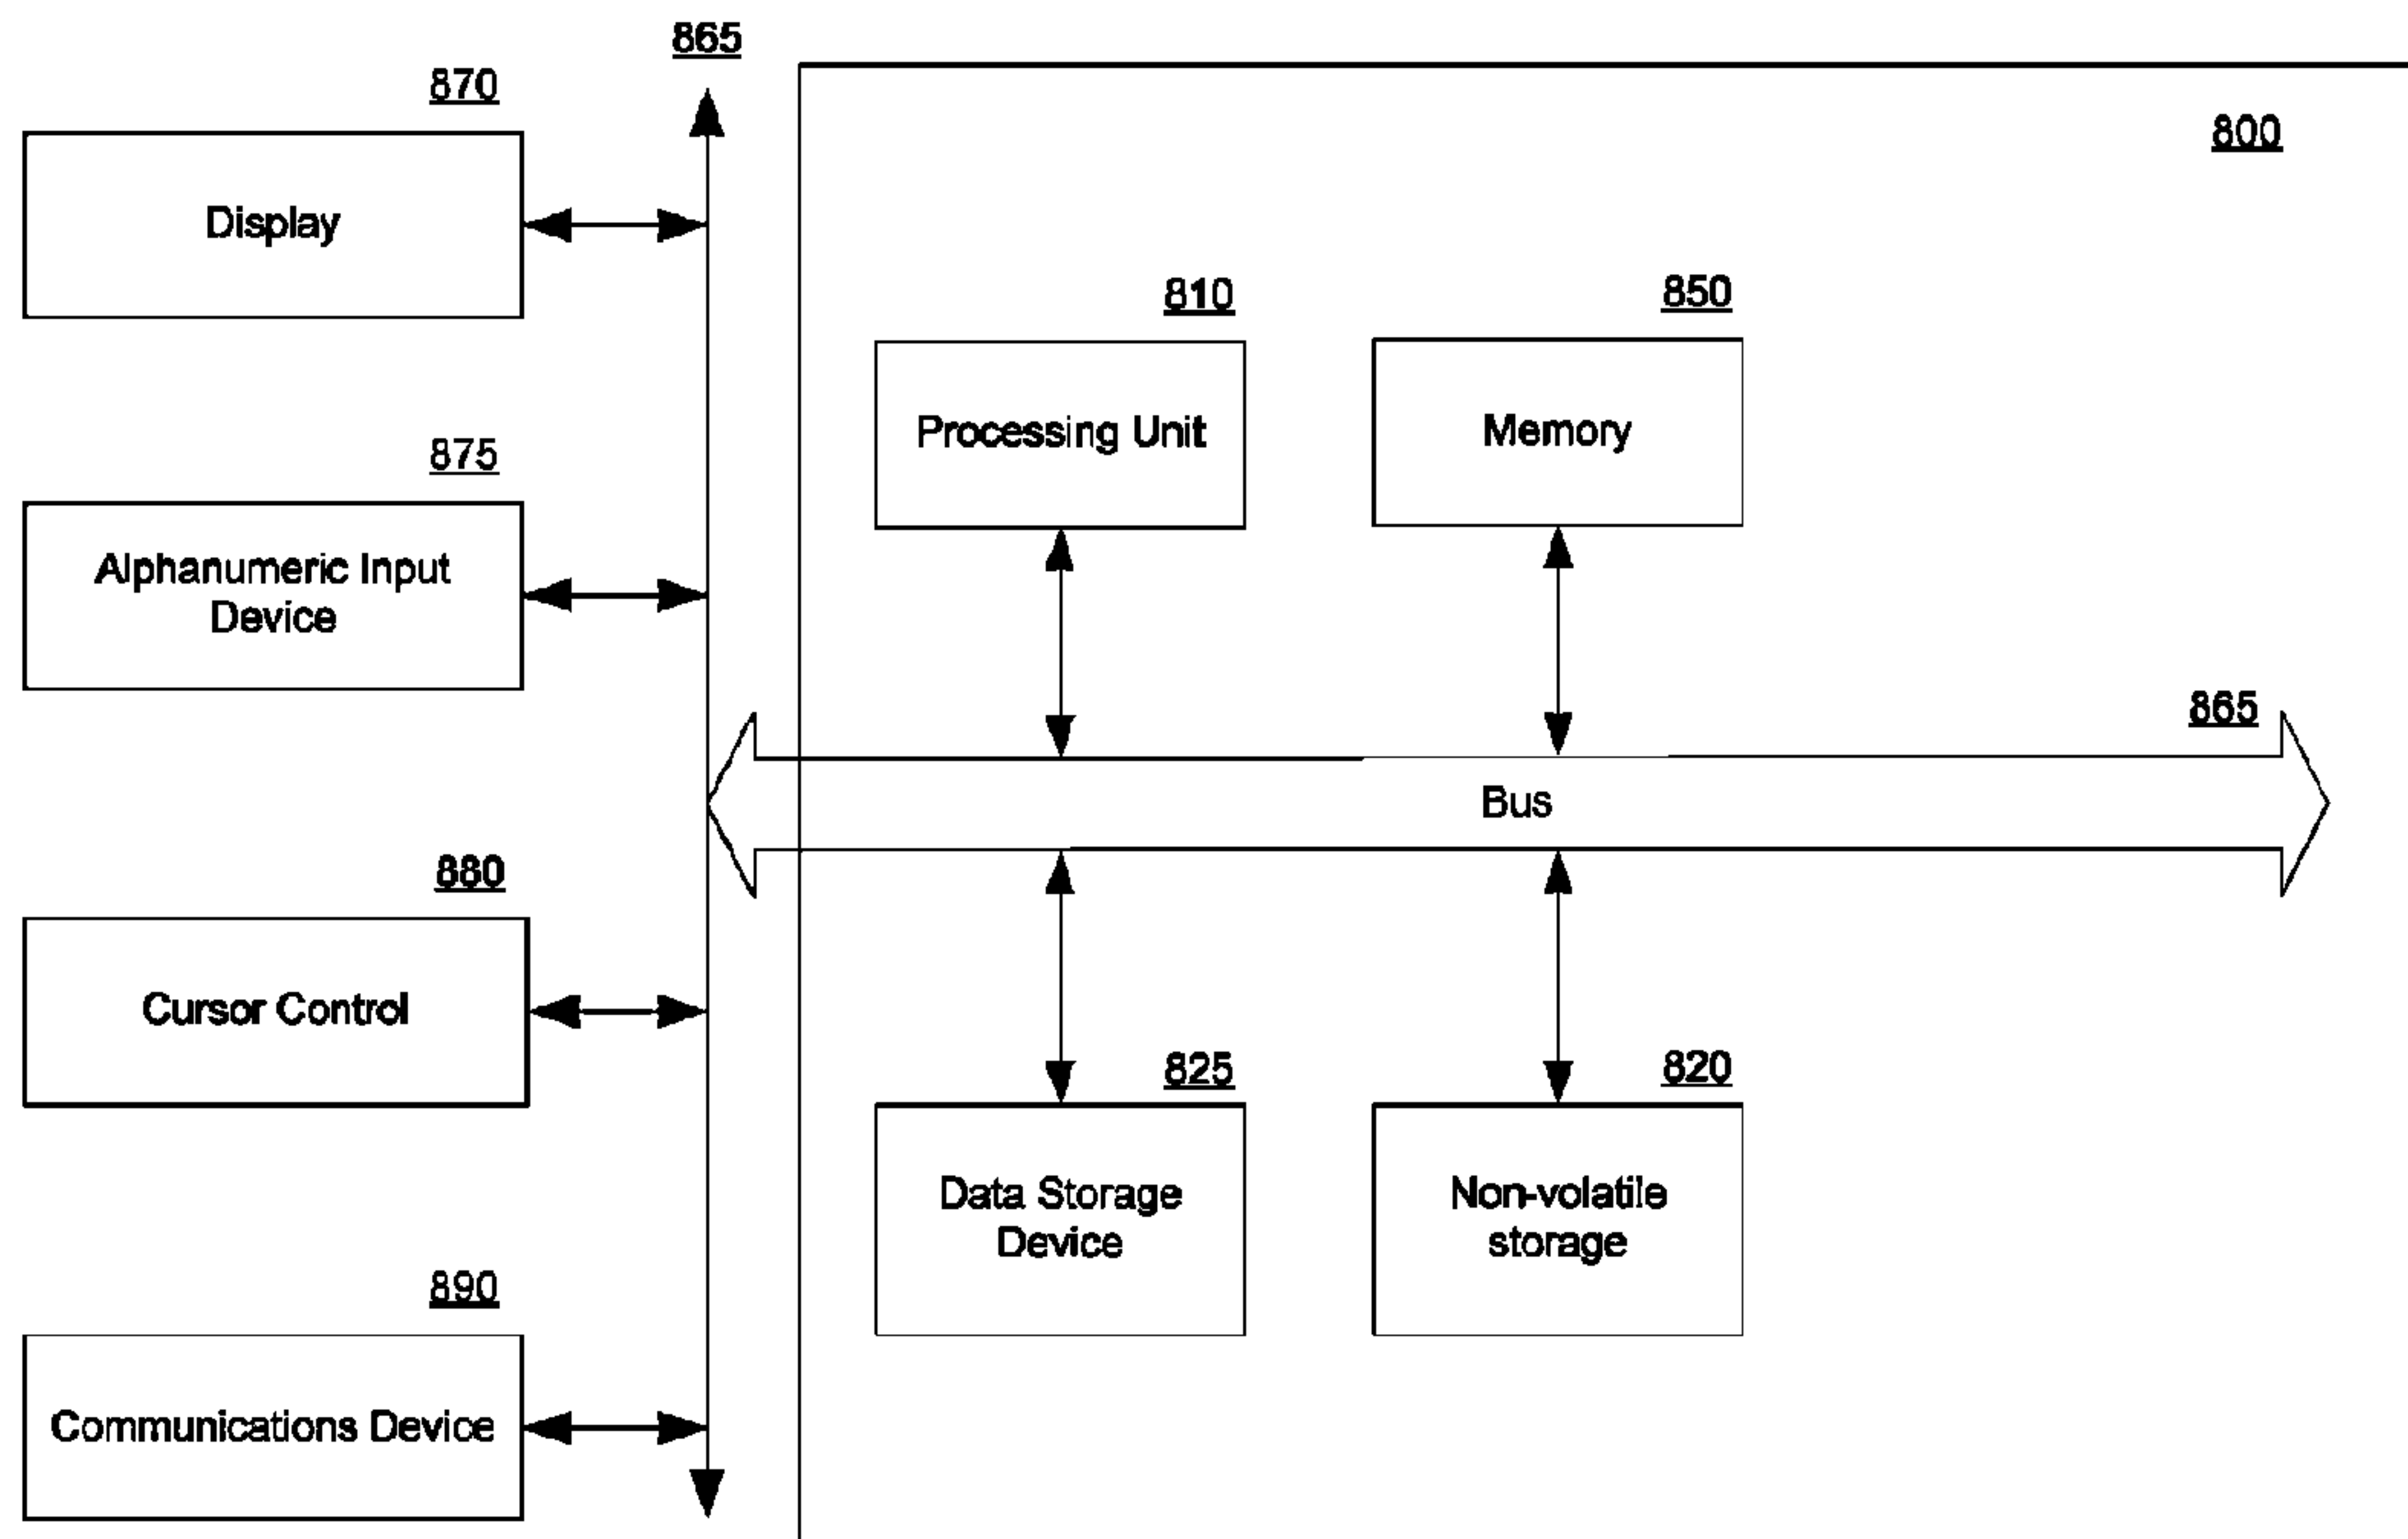 865
870
Display
800
810
Processing Unit
850
Memory
875
Alphanumeric Input
Device
865
Bus
880
Cursor Control
825
Data Storage
Device
820
Non-volatile
storage
890
Communications Device